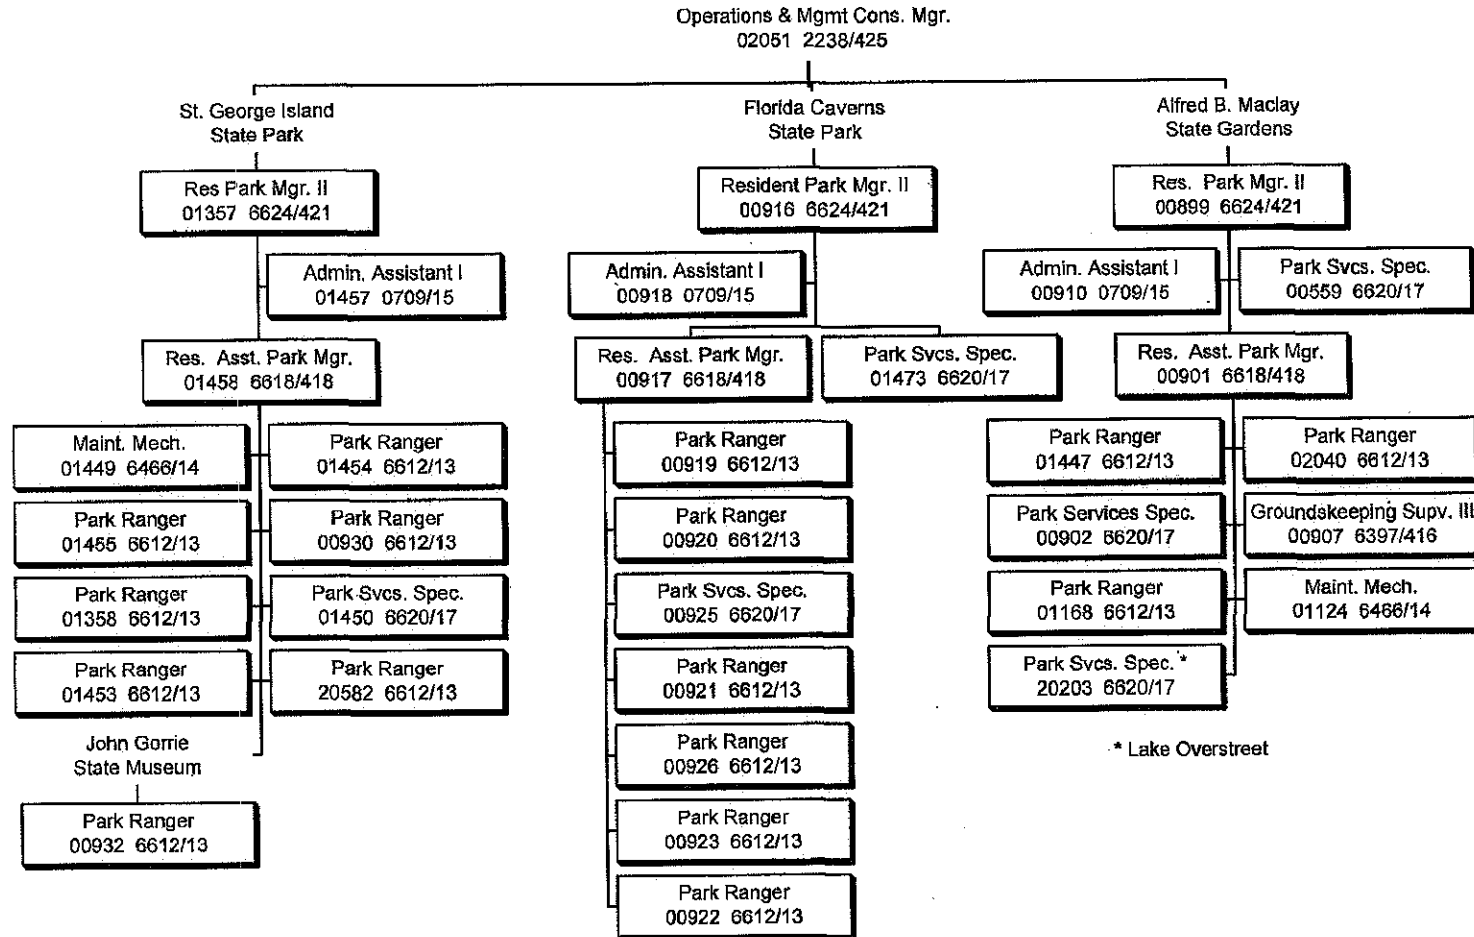 Operations & Mgmt Cons. Mgr.
02051 2238/425
St. George Island
State Park
Res Park Mgr. II
01357 6624/421
Admin. Assistant I
01457 0709/15
Res. Asst. Park Mgr.
01458 6618/418
Maint. Mech.
01449 6466/14
Park Ranger
01454 6612/13
Park Ranger
01455 6612/13
Park Ranger
00930 6612/13
Park Ranger
01358 6612/13
Park Svcs. Spec.
01450 6620/17
Park Ranger
01453 6612/13
Park Ranger
20582 6612/13
John Gorrie
State Museum
Park Ranger
00932 6612/13
Florida Caverns
State Park
Resident Park Mgr. II
00916 6624/421
Admin. Assistant I
00918 0709/15
Res. Asst. Park Mgr.
00917 6618/418
Park Svcs. Spec.
01473 6620/17
Park Ranger
00919 6612/13
Park Ranger
00920 6612/13
Park Svcs. Spec.
00925 6620/17
Park Ranger
00921 6612/13
Park Ranger
00926 6612/13
Park Ranger
00923 6612/13
Park Ranger
00922 6612/13
Alfred B. Maclay
State Gardens
Res. Park Mgr. II
00899 6624/421
Admin. Assistant I
00910 0709/15
Park Svcs. Spec.
00559 6620/17
Res. Asst. Park Mgr.
00901 6618/418
Park Ranger
01447 6612/13
Park Ranger
02040 6612/13
Park Services Spec.
00902 6620/17
Groundskeeping Supv. III
00907 6397/416
Park Ranger
01168 6612/13
Maint. Mech.
01124 6466/14
Park Svcs. Spec. *
20203 6620/17
* Lake Overstreet